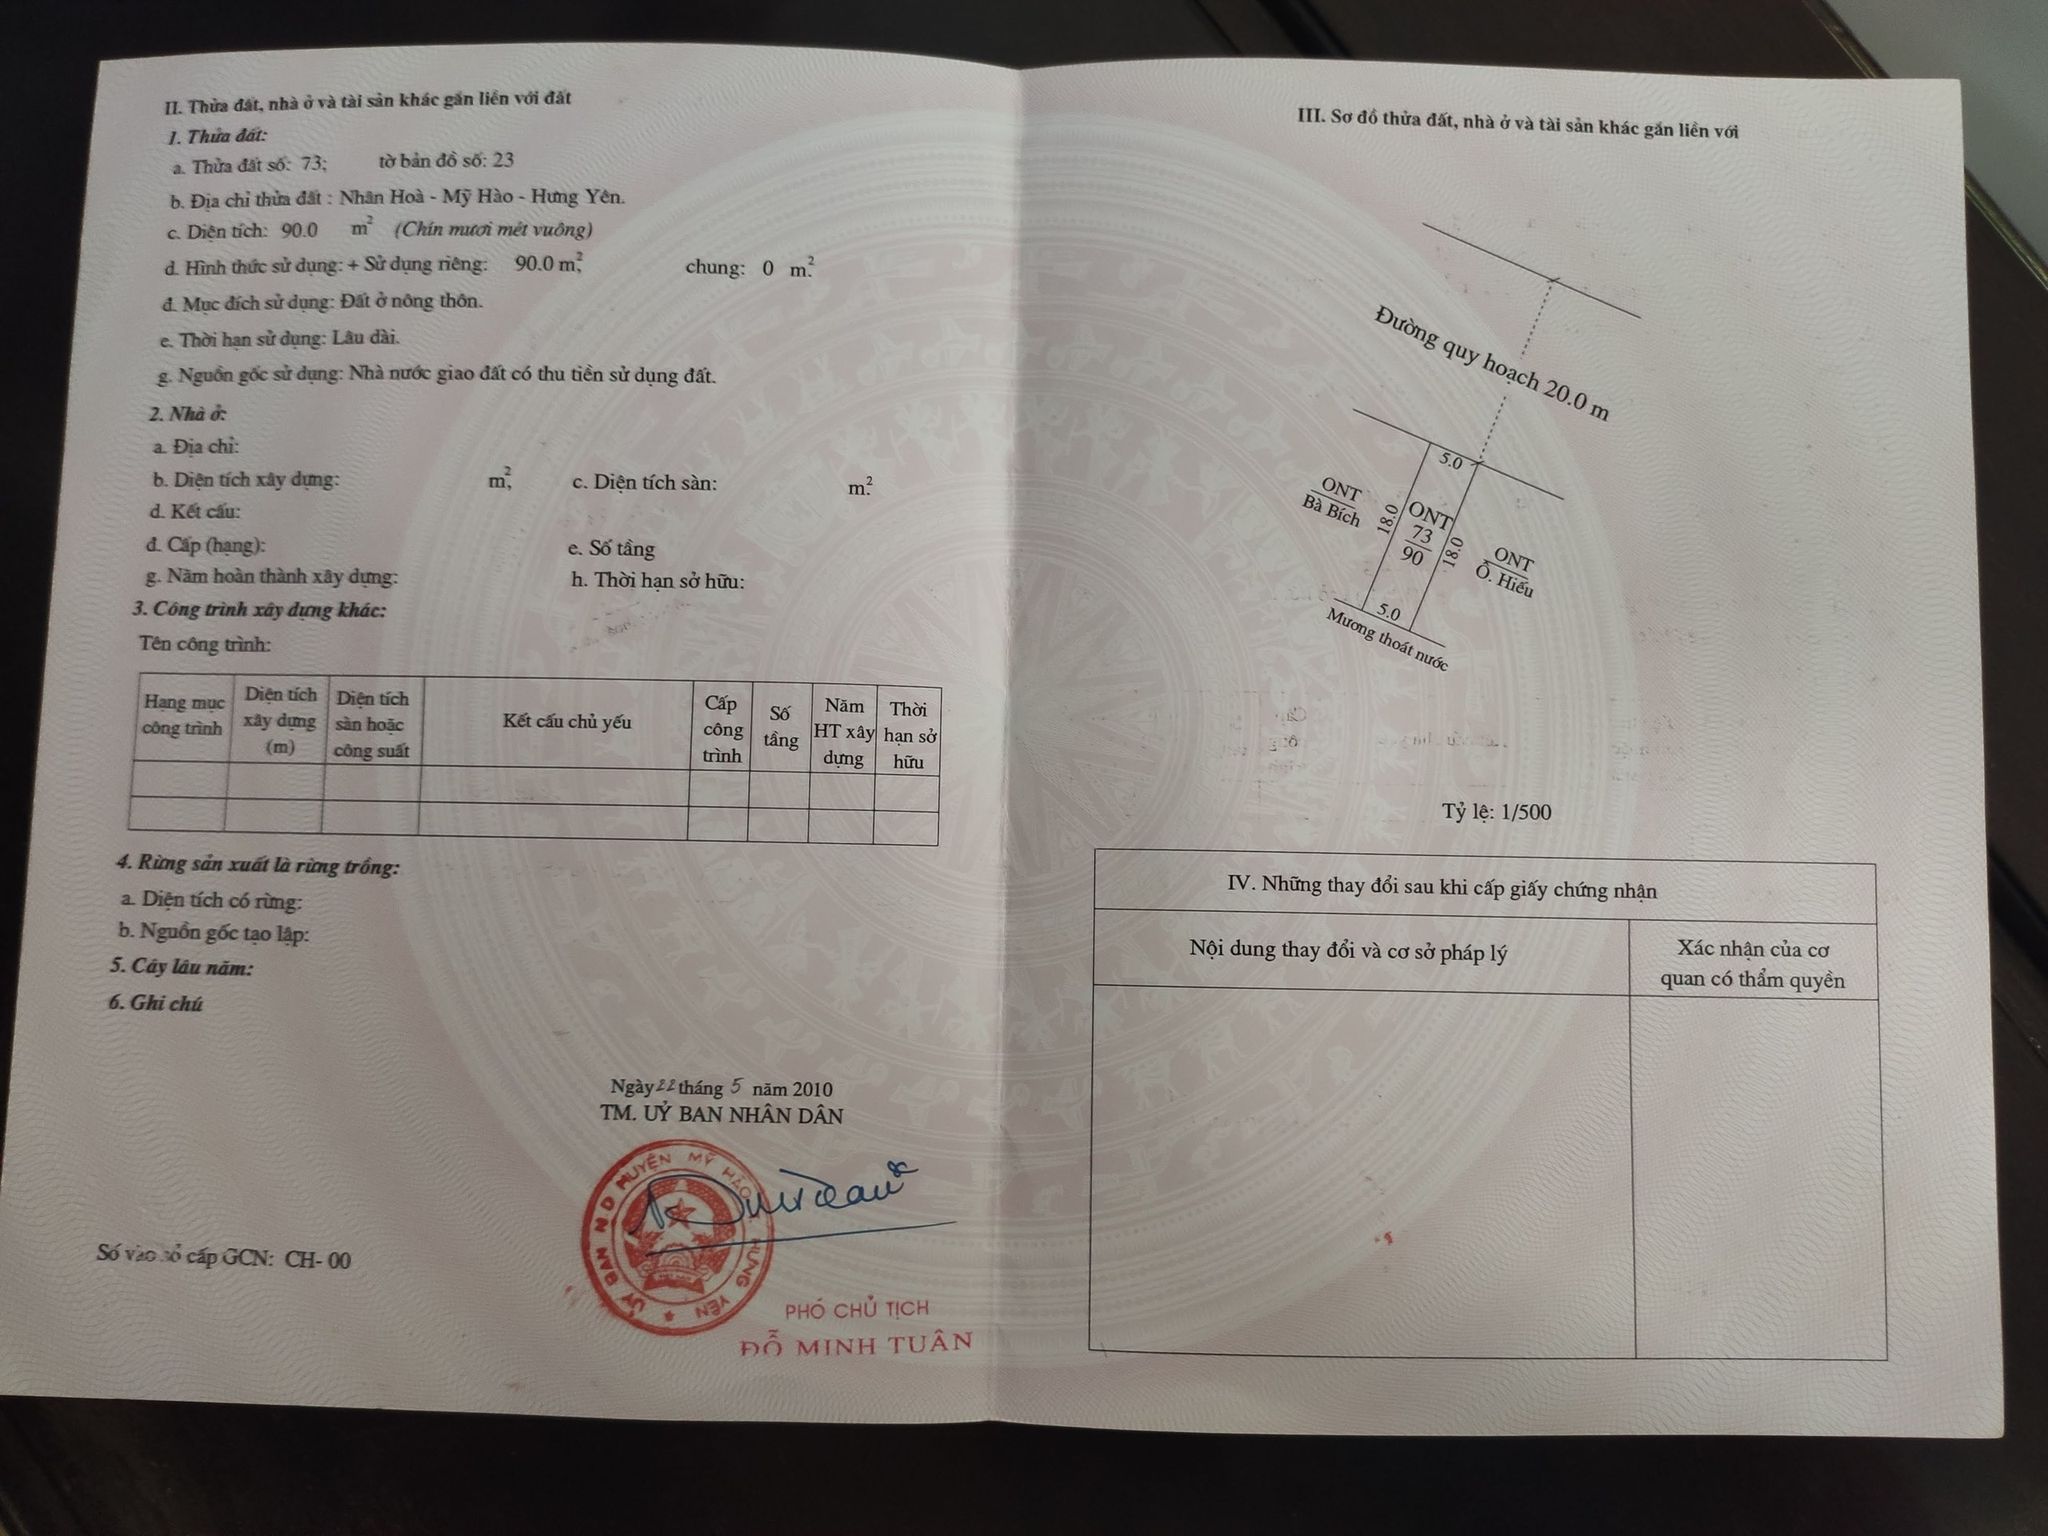 II. Thửa đất, nhà ở và tài sản khác gắn liền với đất
1. Thửa đất:
a. Thửa đất số: 73; tờ bản đồ số: 23
b. Địa chỉ thửa đất : Nhân Hoà - Mỹ Hào - Hưng Yên.
c. Diện tích: 90.0 m² (Chín mươi mét vuông)
d. Hình thức sử dụng: + Sử dụng riêng: 90.0 m², chung: 0 m².
đ. Mục đích sử dụng: Đất ở nông thôn.
e. Thời hạn sử dụng: Lâu dài.
g. Nguồn gốc sử dụng: Nhà nước giao đất có thu tiền sử dụng đất.
2. Nhà ở:
a. Địa chỉ:
b. Diện tích xây dựng: m², c. Diện tích sàn: m².
d. Kết cấu:
đ. Cấp (hạng): e. Số tầng
g. Năm hoàn thành xây dựng: h. Thời hạn sở hữu:
3. Công trình xây dựng khác:
Tên công trình:
Hạng mục công trình
Diện tích xây dựng (m)
Diện tích sàn hoặc công suất
Kết cấu chủ yếu
Cấp công trình
Số tầng
Năm HT xây dựng
Thời hạn sở hữu
4. Rừng sản xuất là rừng trồng:
a. Diện tích có rừng:
b. Nguồn gốc tạo lập:
5. Cây lâu năm:
6. Ghi chú
Ngày 22 tháng 5 năm 2010
TM. UỶ BAN NHÂN DÂN
ỦY BAN ND HUYỆN MỸ HÀO HƯNG YÊN
PHÓ CHỦ TỊCH
ĐỖ MINH TUÂN
Số vào sổ cấp GCN: CH- 00
III. Sơ đồ thửa đất, nhà ở và tài sản khác gắn liền với
Đường quy hoạch 20.0 m
5.0
ONT
Bà Bích
18.0
ONT
73
90
18.0
ONT
Ô. Hiếu
5.0
Mương thoát nước
Tỷ lệ: 1/500
IV. Những thay đổi sau khi cấp giấy chứng nhận
Nội dung thay đổi và cơ sở pháp lý
Xác nhận của cơ
quan có thẩm quyền